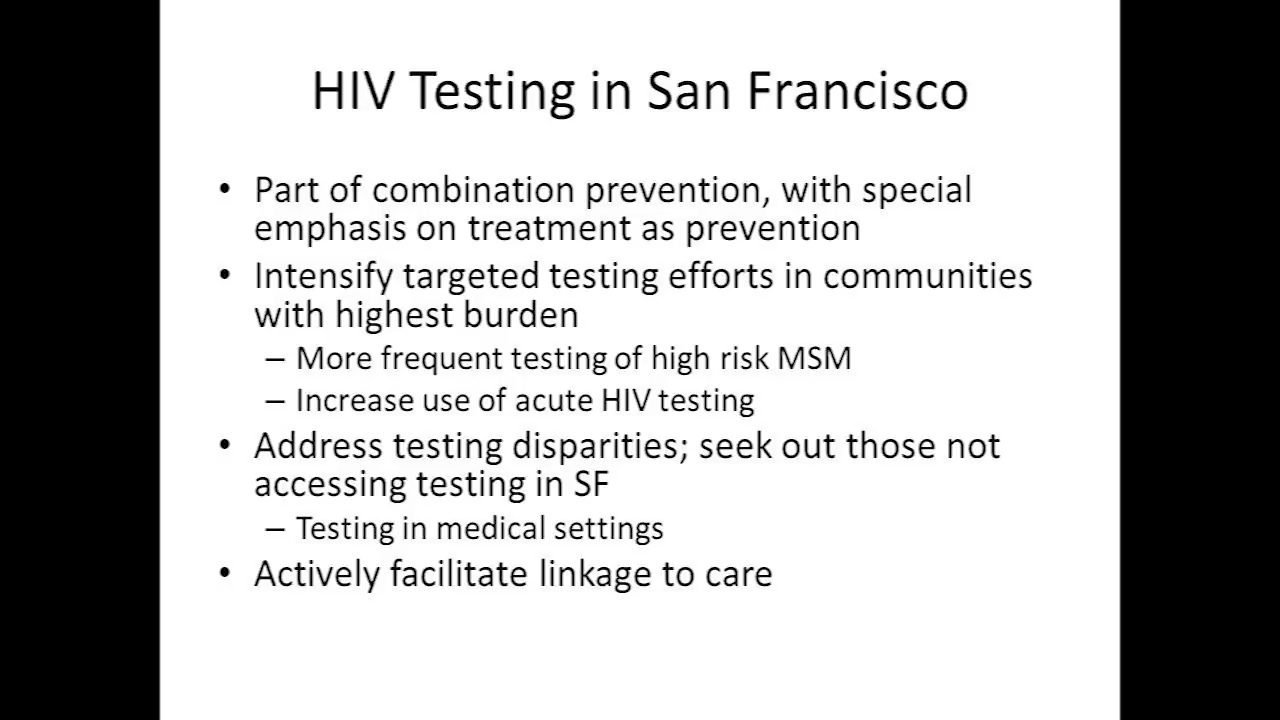 HIV Testing in San Francisco
• Part of combination prevention, with special
emphasis on treatment as prevention
• Intensify targeted testing efforts in communities
with highest burden
– More frequent testing of high risk MSM
– Increase use of acute HIV testing
• Address testing disparities; seek out those not
accessing testing in SF
– Testing in medical settings
• Actively facilitate linkage to care